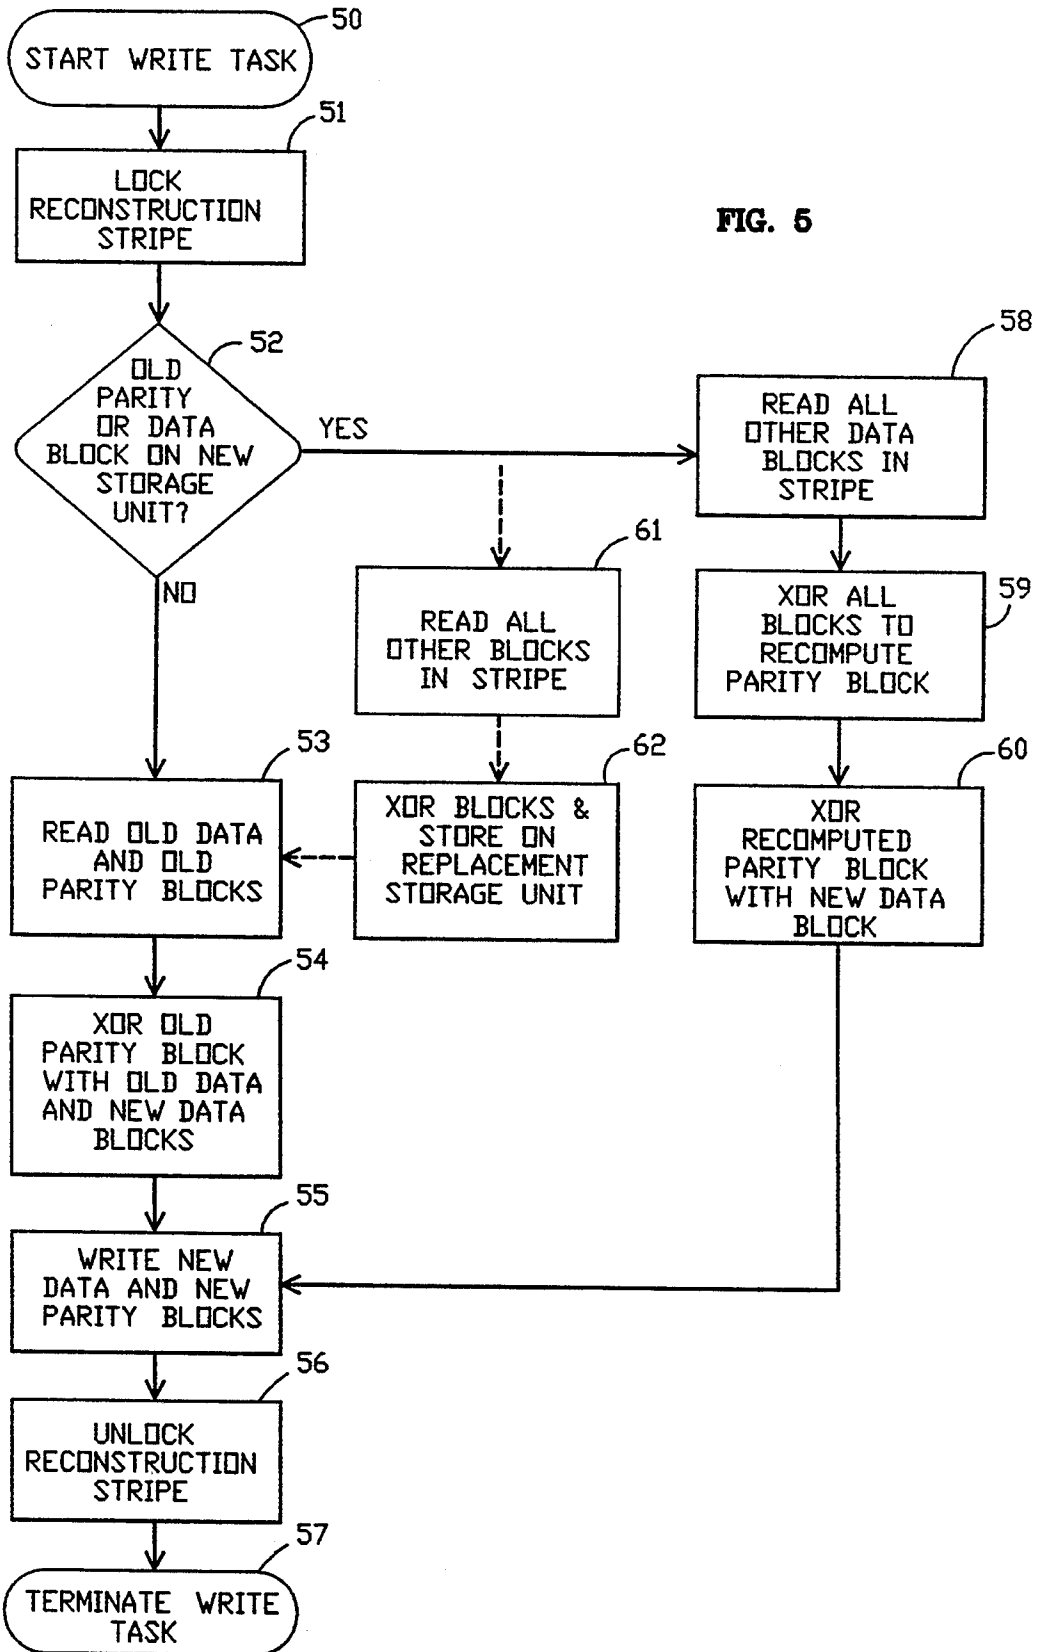 50
START WRITE TASK
51
LOCK
RECONSTRUCTION
STRIPE
FIG. 5
52
OLD
PARITY
OR DATA
BLOCK ON NEW
STORAGE
UNIT?
YES
NO
58
READ ALL
OTHER DATA
BLOCKS IN
STRIPE
61
READ ALL
OTHER BLOCKS
IN STRIPE
59
XOR ALL
BLOCKS TO
RECOMPUTE
PARITY BLOCK
53
READ OLD DATA
AND OLD
PARITY BLOCKS
62
XOR BLOCKS &
STORE ON
REPLACEMENT
STORAGE UNIT
60
XOR
RECOMPUTED
PARITY BLOCK
WITH NEW DATA
BLOCK
54
XOR OLD
PARITY BLOCK
WITH OLD DATA
AND NEW DATA
BLOCKS
55
WRITE NEW
DATA AND NEW
PARITY BLOCKS
56
UNLOCK
RECONSTRUCTION
STRIPE
57
TERMINATE WRITE
TASK